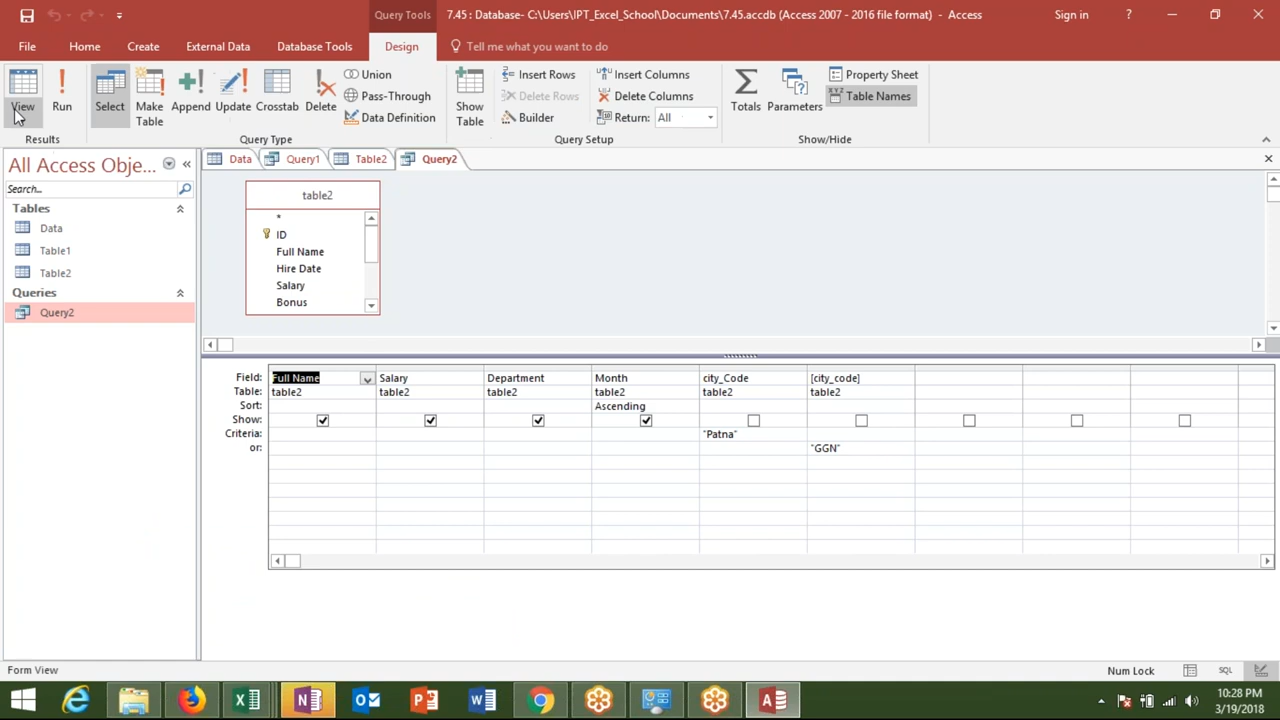 Query Tools
7.45 : Database- C:\Users\IPT_Excel_School\Documents\7.45.accdb (Access 2007 - 2016 file format) - Access
Sign in
?
File
Home
Create
External Data
Database Tools
Design
Tell me what you want to do
View
Run
Select
Make Table
Append
Update
Crosstab
Delete
Union
Pass-Through
Data Definition
Show Table
Insert Rows
Delete Rows
Builder
Insert Columns
Delete Columns
Return: All
Totals
Parameters
Property Sheet
Table Names
Results
Query Type
Query Setup
Show/Hide
All Access Obje...
Data
Query1
Table2
Query2
Search...
Tables
Data
Table1
Table2
Queries
Query2
table2
*
ID
Full Name
Hire Date
Salary
Bonus
Field: Full Name Salary Department Month city_Code [city_code]
Table: table2 table2 table2 table2 table2 table2
Sort: Ascending
Show:
Criteria: "Patna"
or: "GGN"
Form View
Num Lock
SQL
10:28 PM
3/19/2018